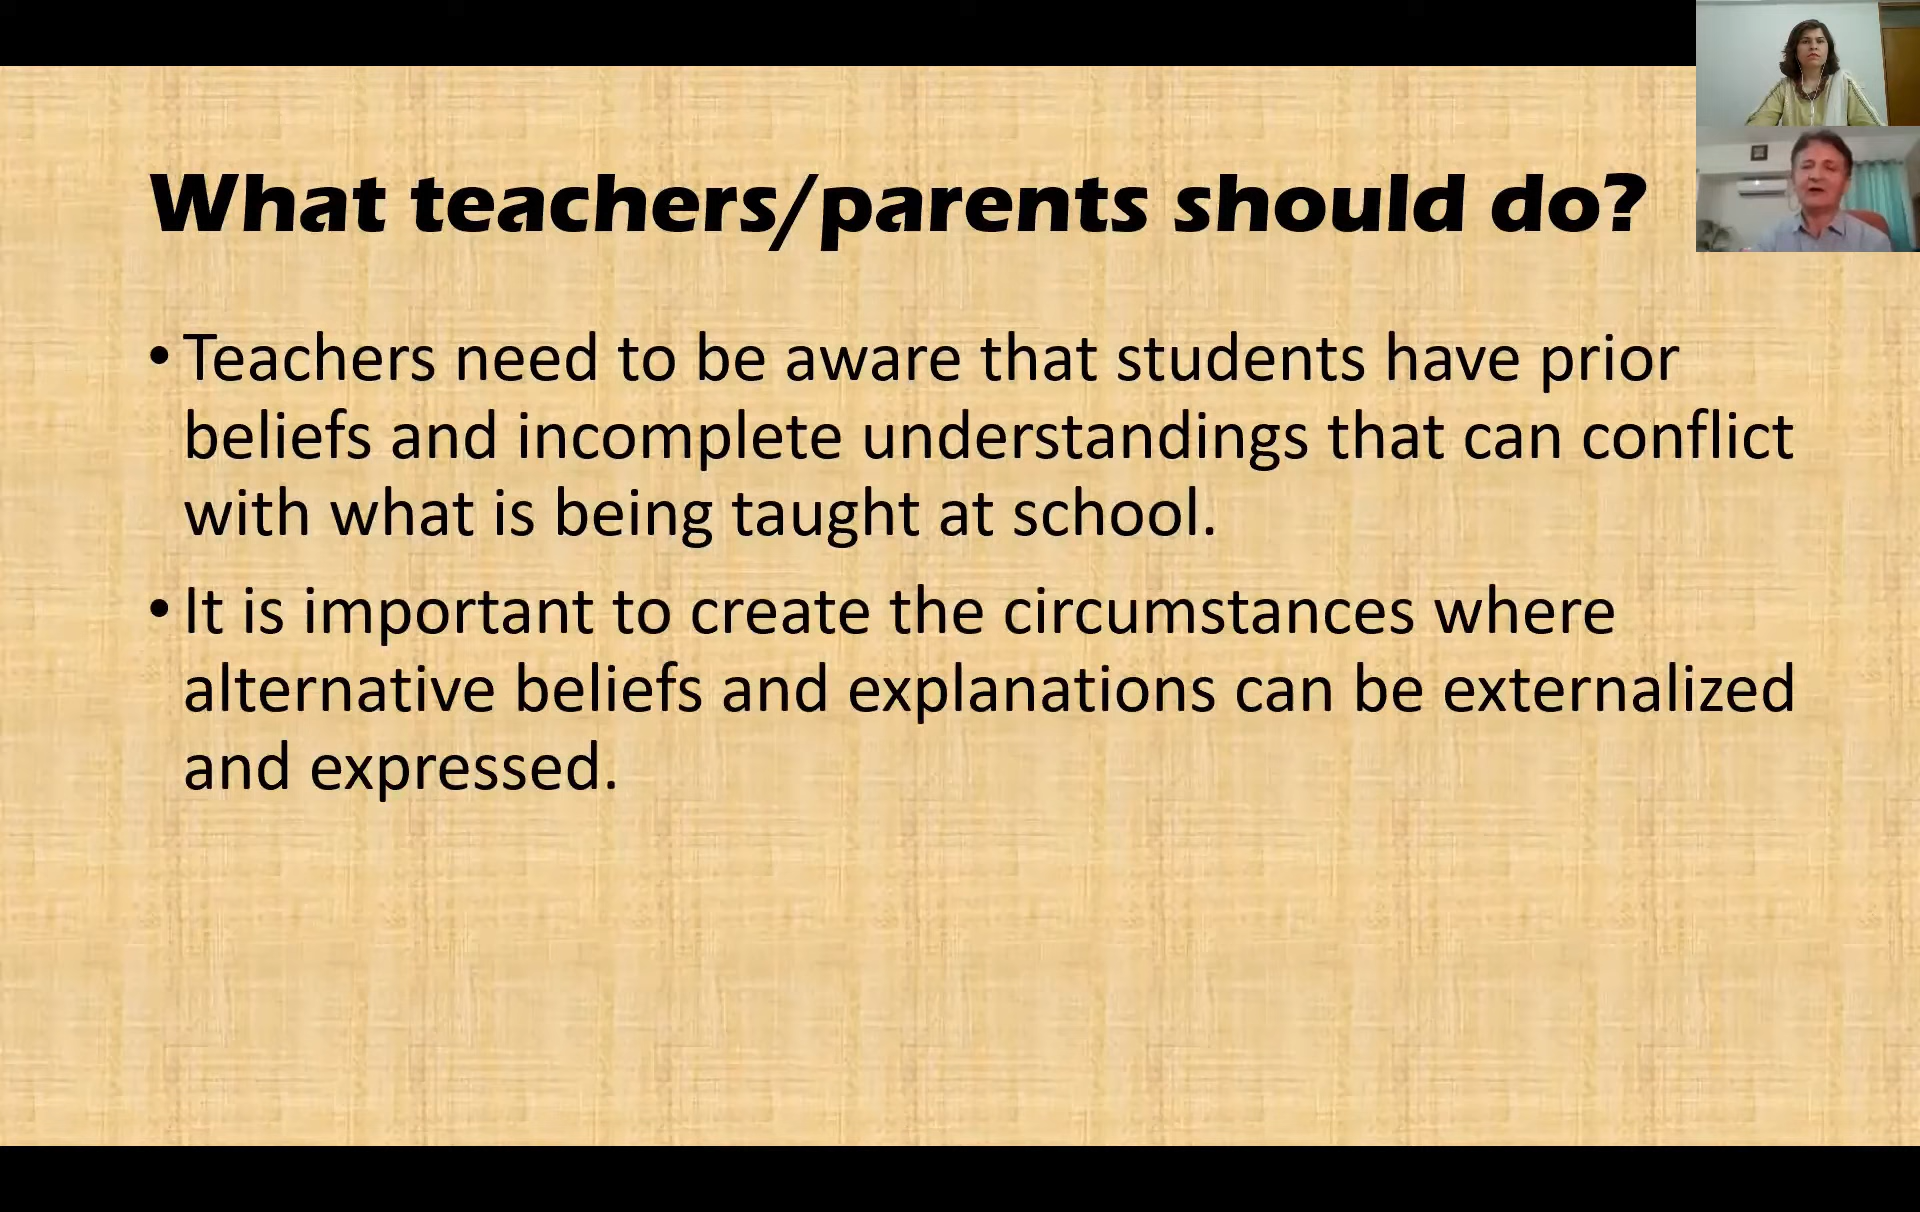 What teachers/parents should do?
• Teachers need to be aware that students have prior
beliefs and incomplete understandings that can conflict
with what is being taught at school.
• It is important to create the circumstances where
alternative beliefs and explanations can be externalized
and expressed.